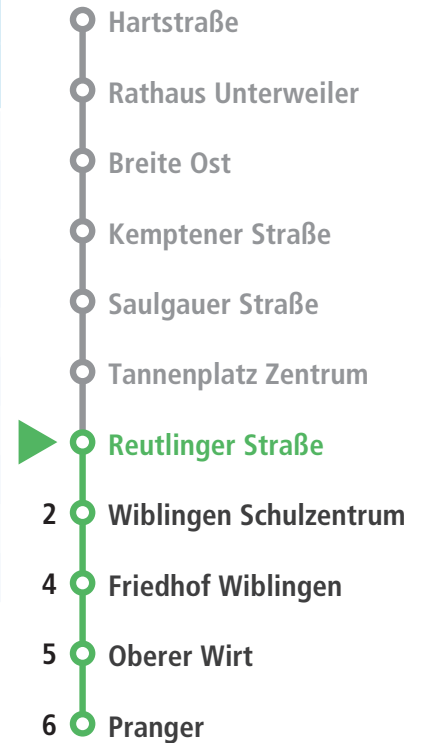 Hartstraße
Rathaus Unterweiler
Breite Ost
Kemptener Straße
Saulgauer Straße
Tannenplatz Zentrum
Reutlinger Straße
2 Wiblingen Schulzentrum
4 Friedhof Wiblingen
5 Oberer Wirt
6 Pranger